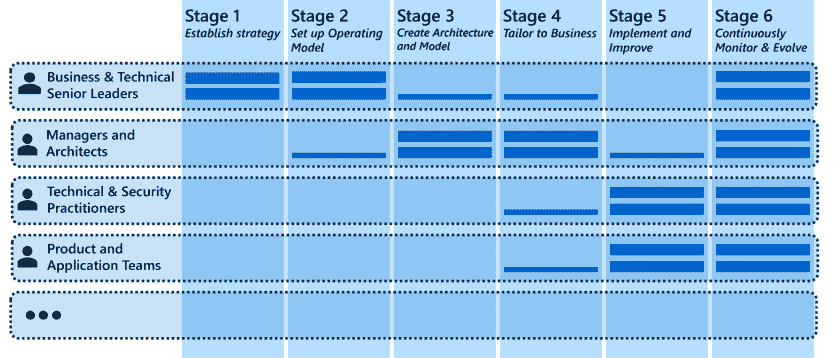 Stage 1
Establish strategy
Stage 2
Set up Operating
Model
Stage 3
Create Architecture
and Model
Stage 4
Tailor to Business
Stage 5
Implement and
Improve
Stage 6
Continuously
Monitor & Evolve
Business & Technical
Senior Leaders
Managers and
Architects
Technical & Security
Practitioners
Product and
Application Teams